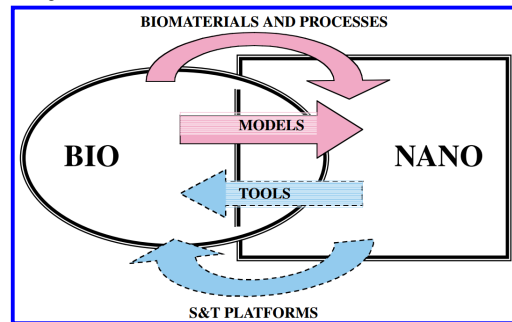 BIOMATERIALS AND PROCESSES
MODELS
BIO
NANO
TOOLS
S&T PLATFORMS